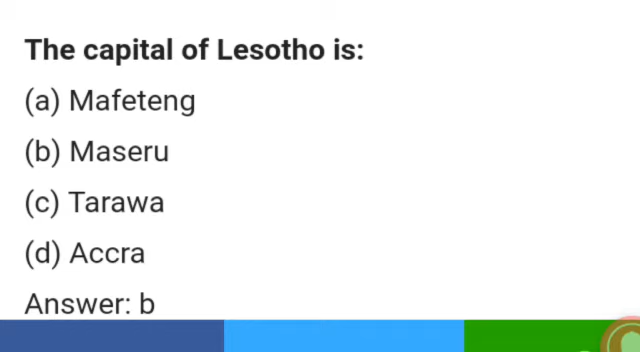 The capital of Lesotho is:
(a) Mafeteng
(b) Maseru
(c) Tarawa
(d) Accra
Answer: b